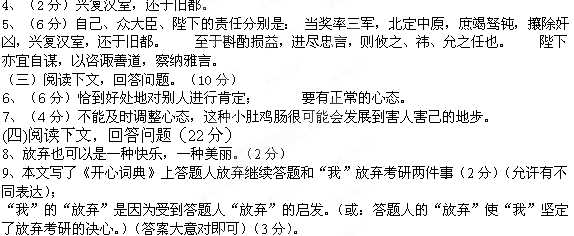 4、（2分）兴复汉室，还于旧都。
5、（6分）自己、众大臣、陛下的责任分别是： 当奖率三军，北定中原，庶竭驽钝，攘除奸
凶，兴复汉室，还于旧都。 至于斟酌损益，进尽忠言，则攸之、祎、允之任也。 陛下
亦宜自谋，以咨诹善道，察纳雅言。
（三）阅读下文，回答问题。（10分）
6、（6分）恰到好处地对别人进行肯定； 要有正常的心态。
7、（4分）不能及时调整心态，这种小肚鸡肠很可能会发展到害人害己的地步。
(四)阅读下文，回答问题（22分）
8、放弃也可以是一种快乐，一种美丽。（2分）
9、本文写了《开心词典》上答题人放弃继续答题和“我”放弃考研两件事（2分）（允许有不
同表达）；
“我”的“放弃”是因为受到答题人“放弃”的启发。（或：答题人的“放弃”使“我”坚定
了放弃考研的决心。）（答案大意对即可）（3分）。